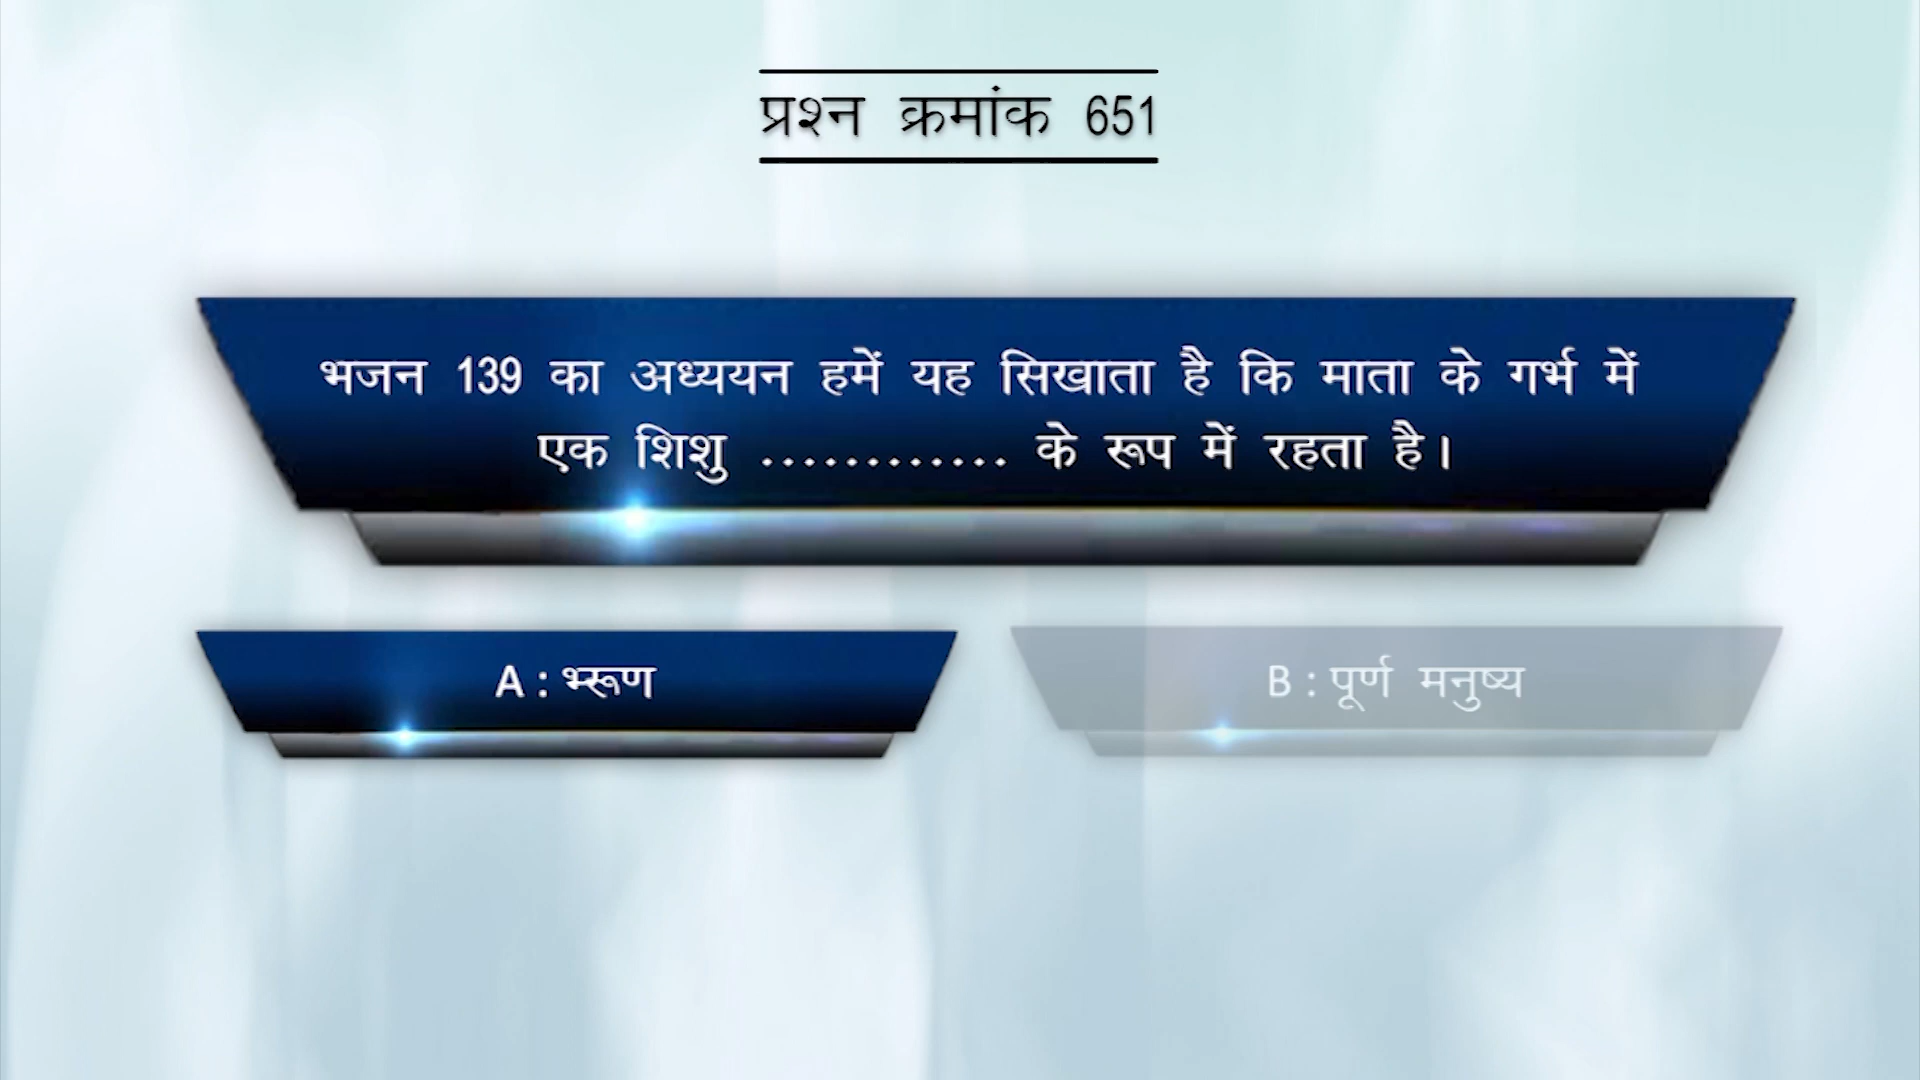 प्रश्न क्रमांक 651
भजन 139 का अध्ययन हमें यह सिखाता है कि माता के गर्भ में
एक शिशु ............ के रूप में रहता है।
A : भ्रूण
B : पूर्ण मनुष्य